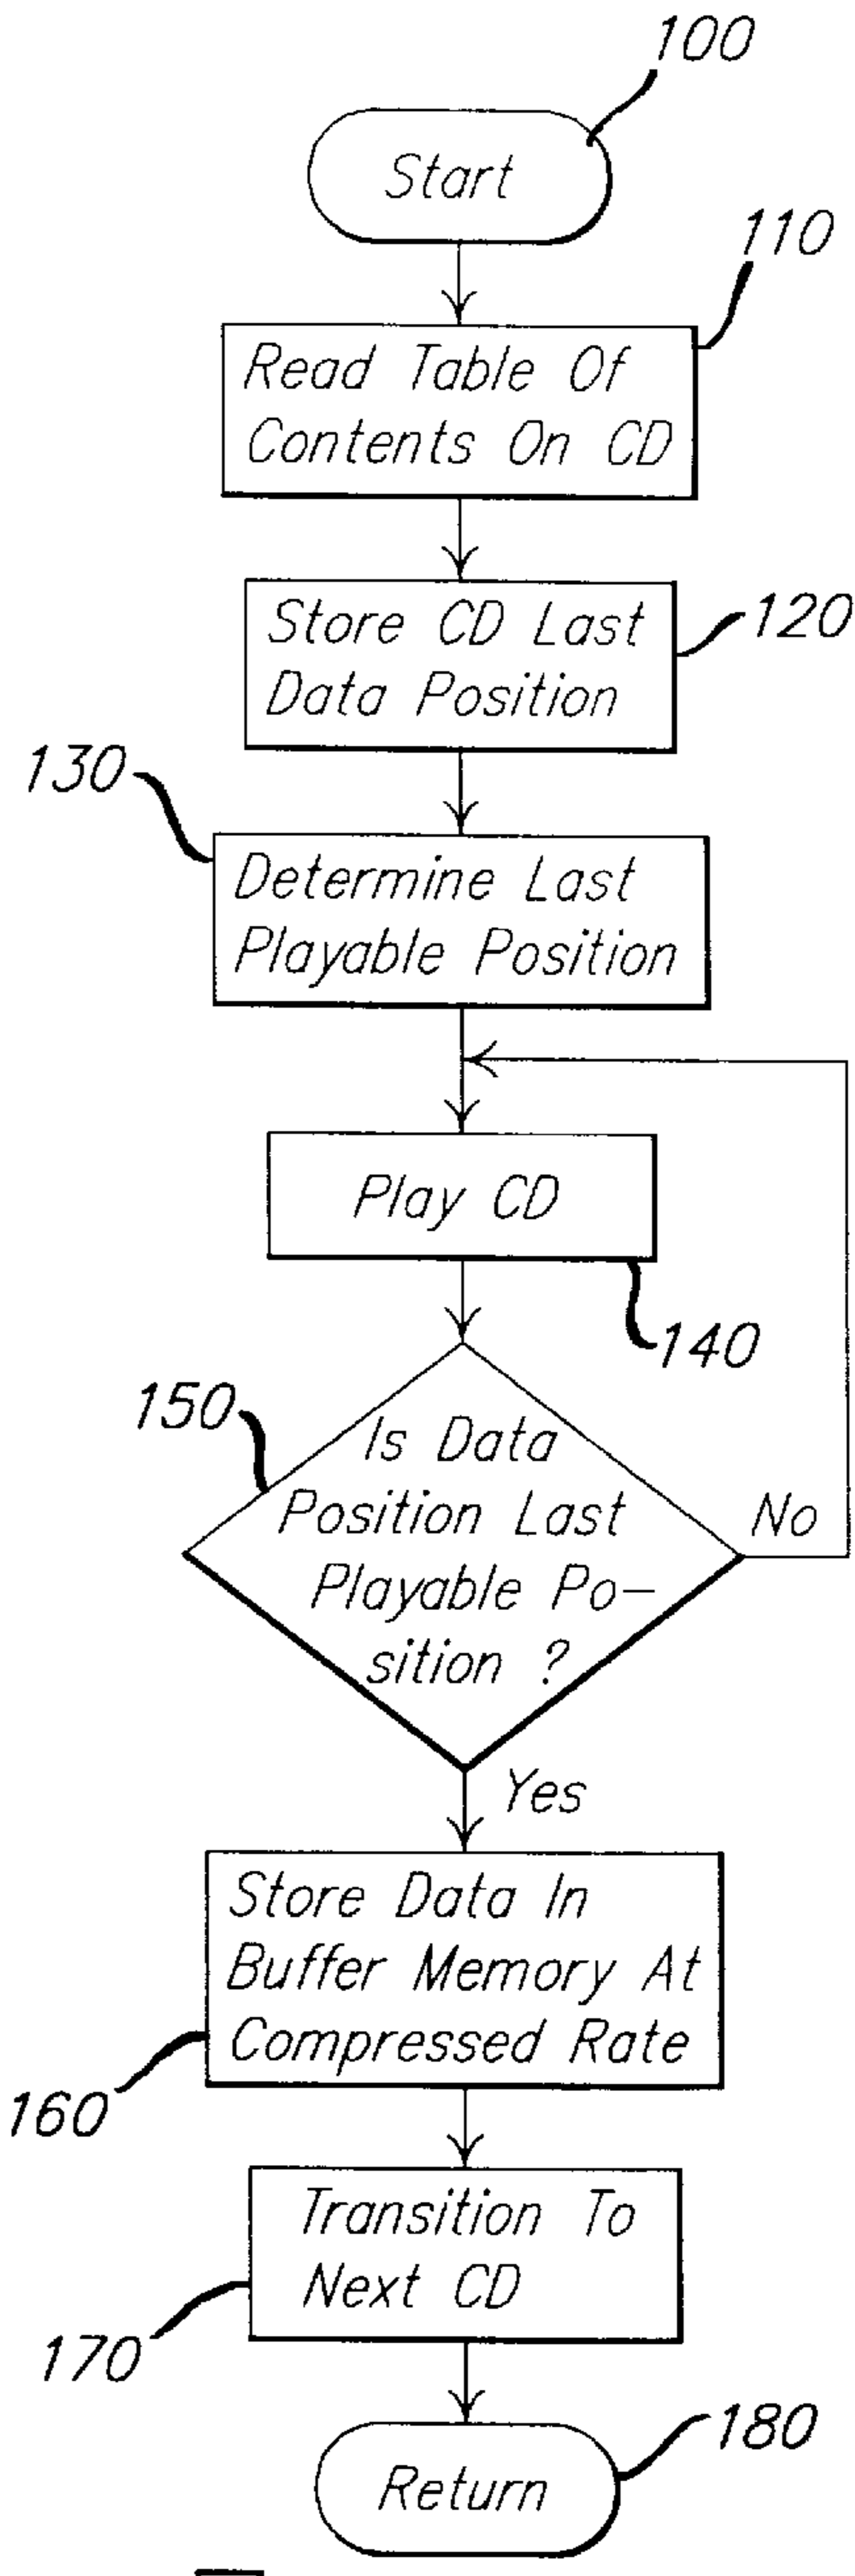 100
Start
110
Read Table Of
Contents On CD
120
Store CD Last
Data Position
130
Determine Last
Playable Position
Play CD
140
150
Is Data
Position Last
Playable Po-
sition ?
No
Yes
Store Data In
Buffer Memory At
Compressed Rate
160
Transition To
Next CD
170
180
Return